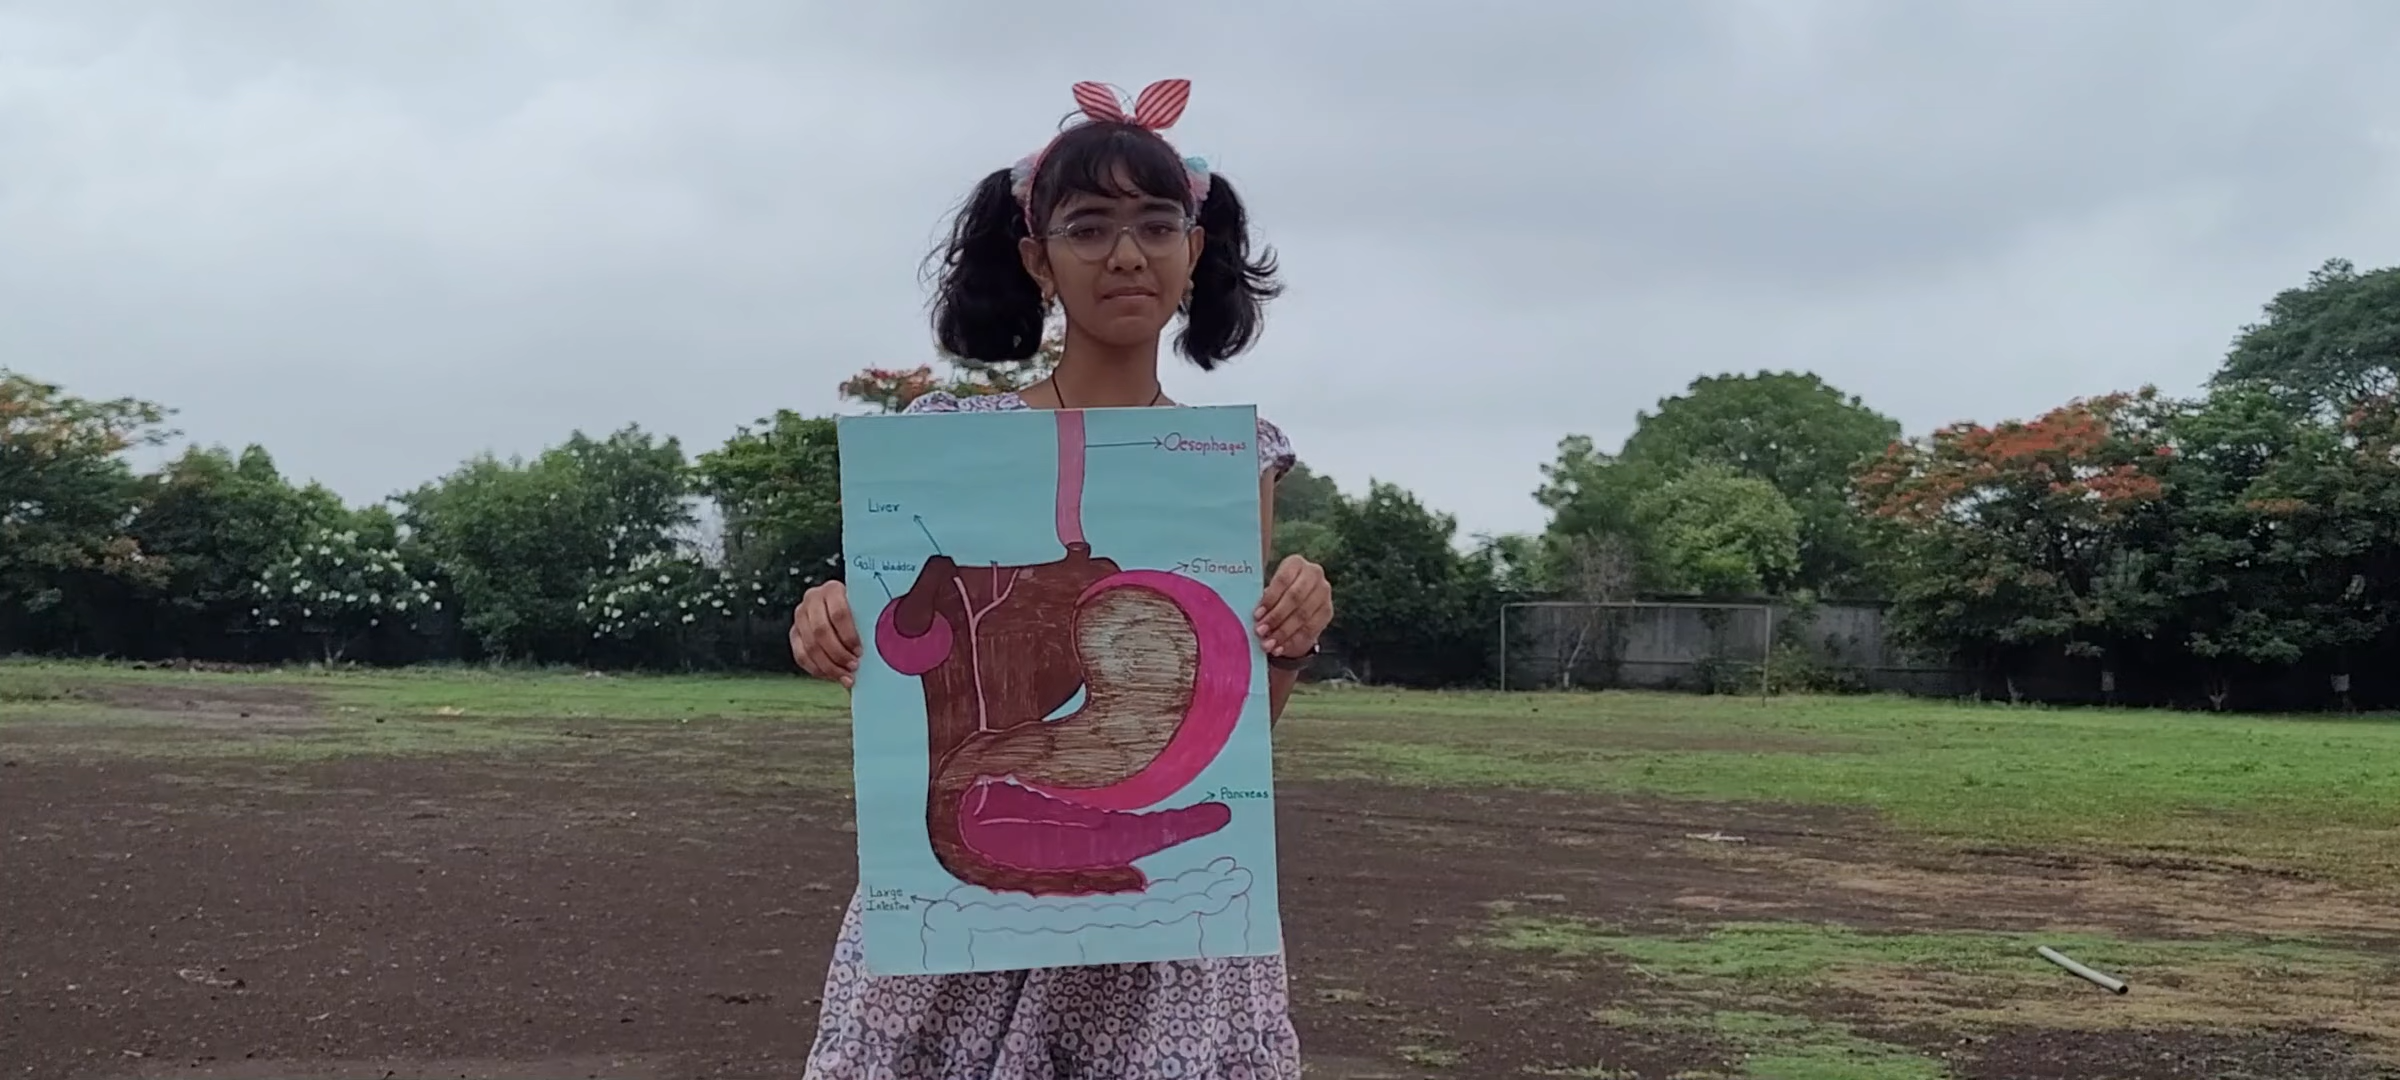 Oesophagus
Liver
Gall bladder
Stomach
Pancreas
Large
Intestine